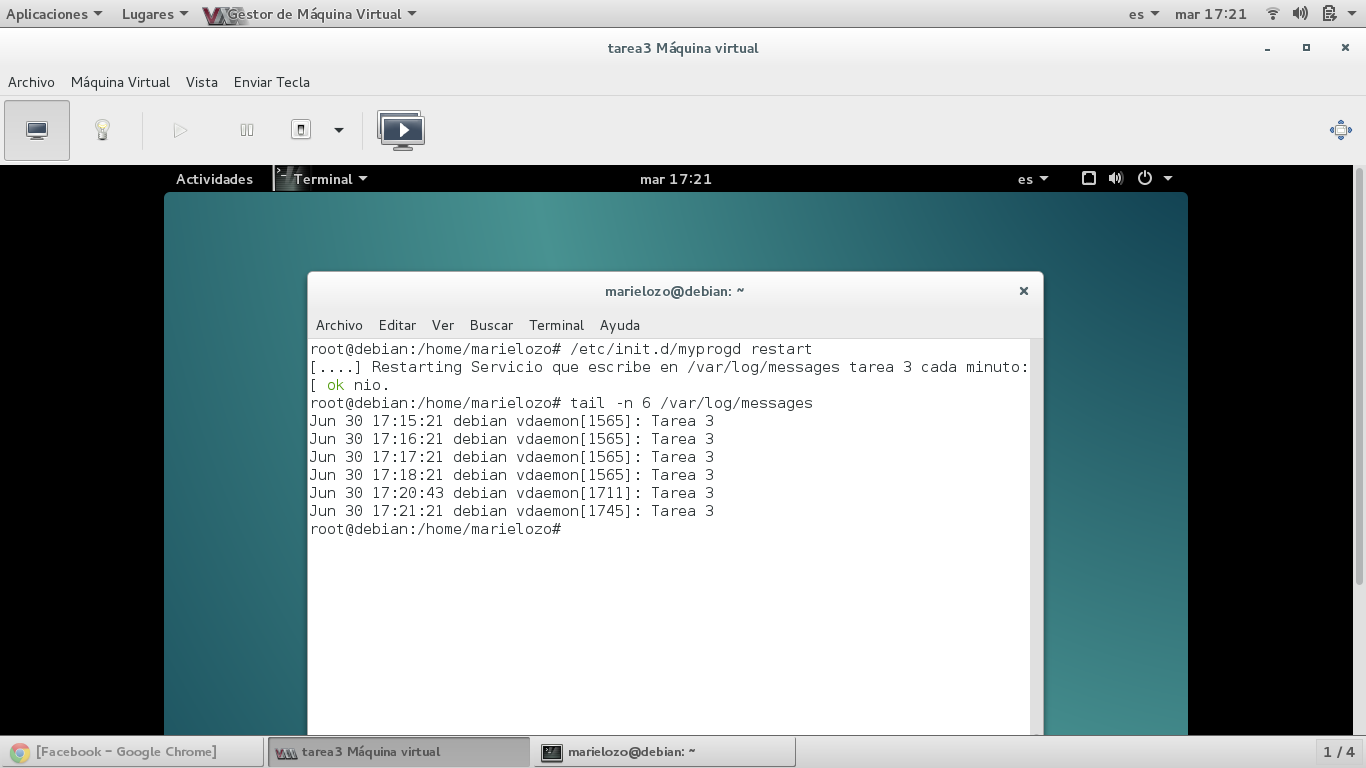 Aplicaciones Lugares Gestor de Máquina Virtual es mar 17:21
tarea3 Máquina virtual
Archivo Máquina Virtual Vista Enviar Tecla
Actividades Terminal mar 17:21 es
marielozo@debian: ~
Archivo Editar Ver Buscar Terminal Ayuda
root@debian:/home/marielozo# /etc/init.d/myprogd restart
[....] Restarting Servicio que escribe en /var/log/messages tarea 3 cada minuto:
[ ok nio.
root@debian:/home/marielozo# tail -n 6 /var/log/messages
Jun 30 17:15:21 debian vdaemon[1565]: Tarea 3
Jun 30 17:16:21 debian vdaemon[1565]: Tarea 3
Jun 30 17:17:21 debian vdaemon[1565]: Tarea 3
Jun 30 17:18:21 debian vdaemon[1565]: Tarea 3
Jun 30 17:20:43 debian vdaemon[1711]: Tarea 3
Jun 30 17:21:21 debian vdaemon[1745]: Tarea 3
root@debian:/home/marielozo#
[Facebook - Google Chrome] tarea3 Máquina virtual marielozo@debian: ~ 1 / 4